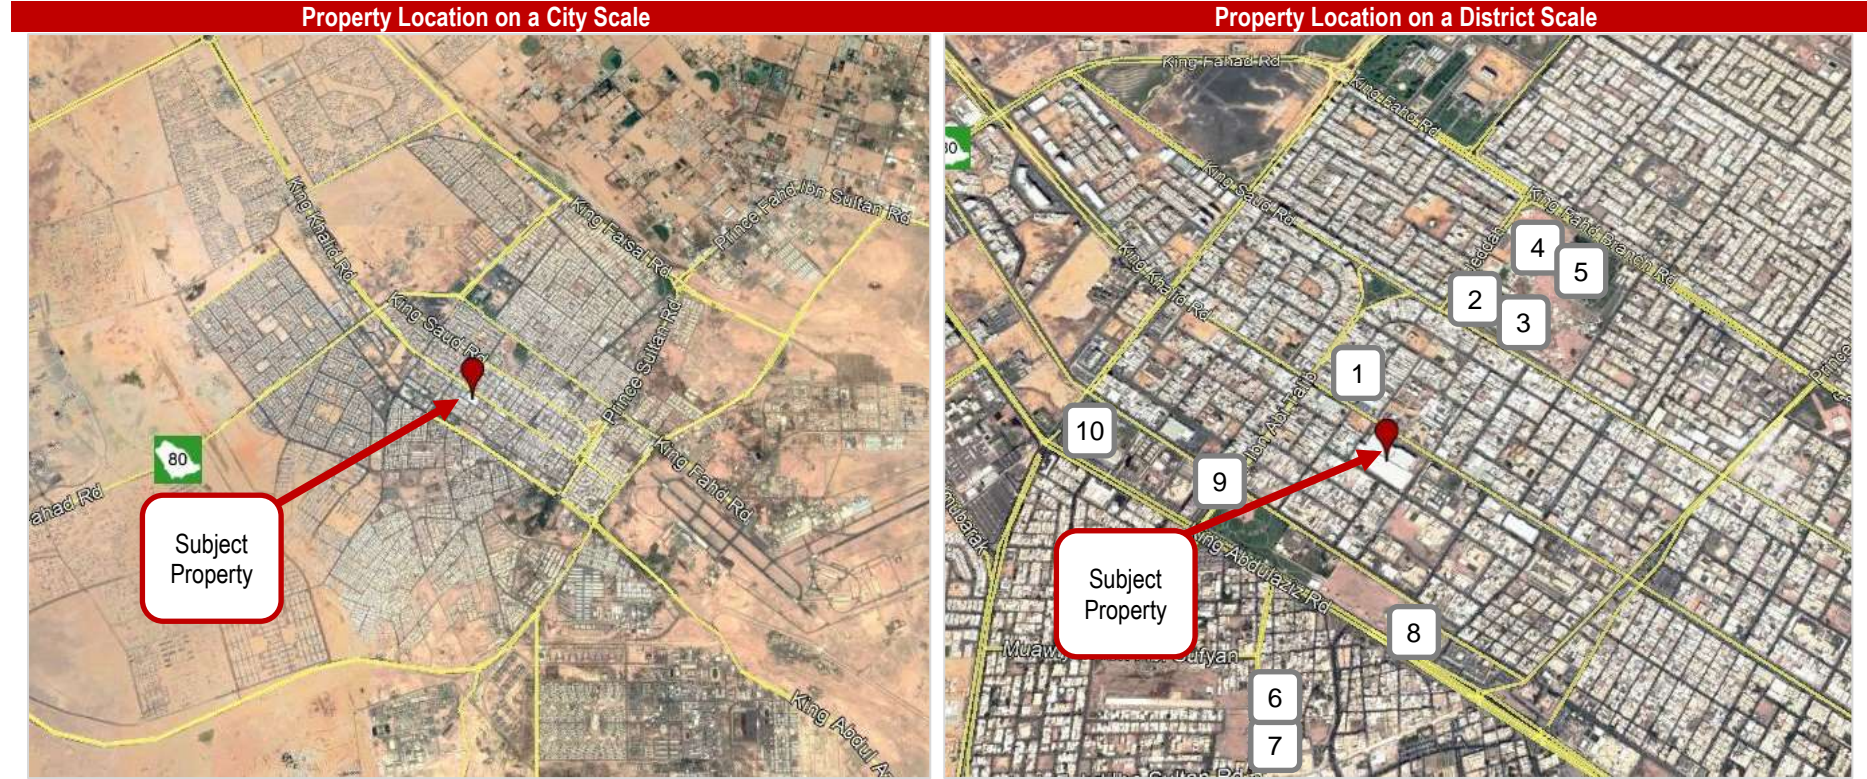 Property Location on a City Scale
Property Location on a District Scale
King Khalid Rd
King Faisal Rd
Prince Fahd Ibn Sultan Rd
King Saud Rd
Prince Sultan Rd
King Fahd Rd
80
ahad Rd
Subject
Property
King Abdul A
King Fahad Rd
King Fahd Rd
80
King Saud Rd
King Fahd Branch Rd
King Khalid Rd
Jeddah
4
5
2
3
Prince
1
Ibn Abi Talib
10
9
mubarak
King Abdulaziz Rd
Subject
Property
8
Sufyan
6
7